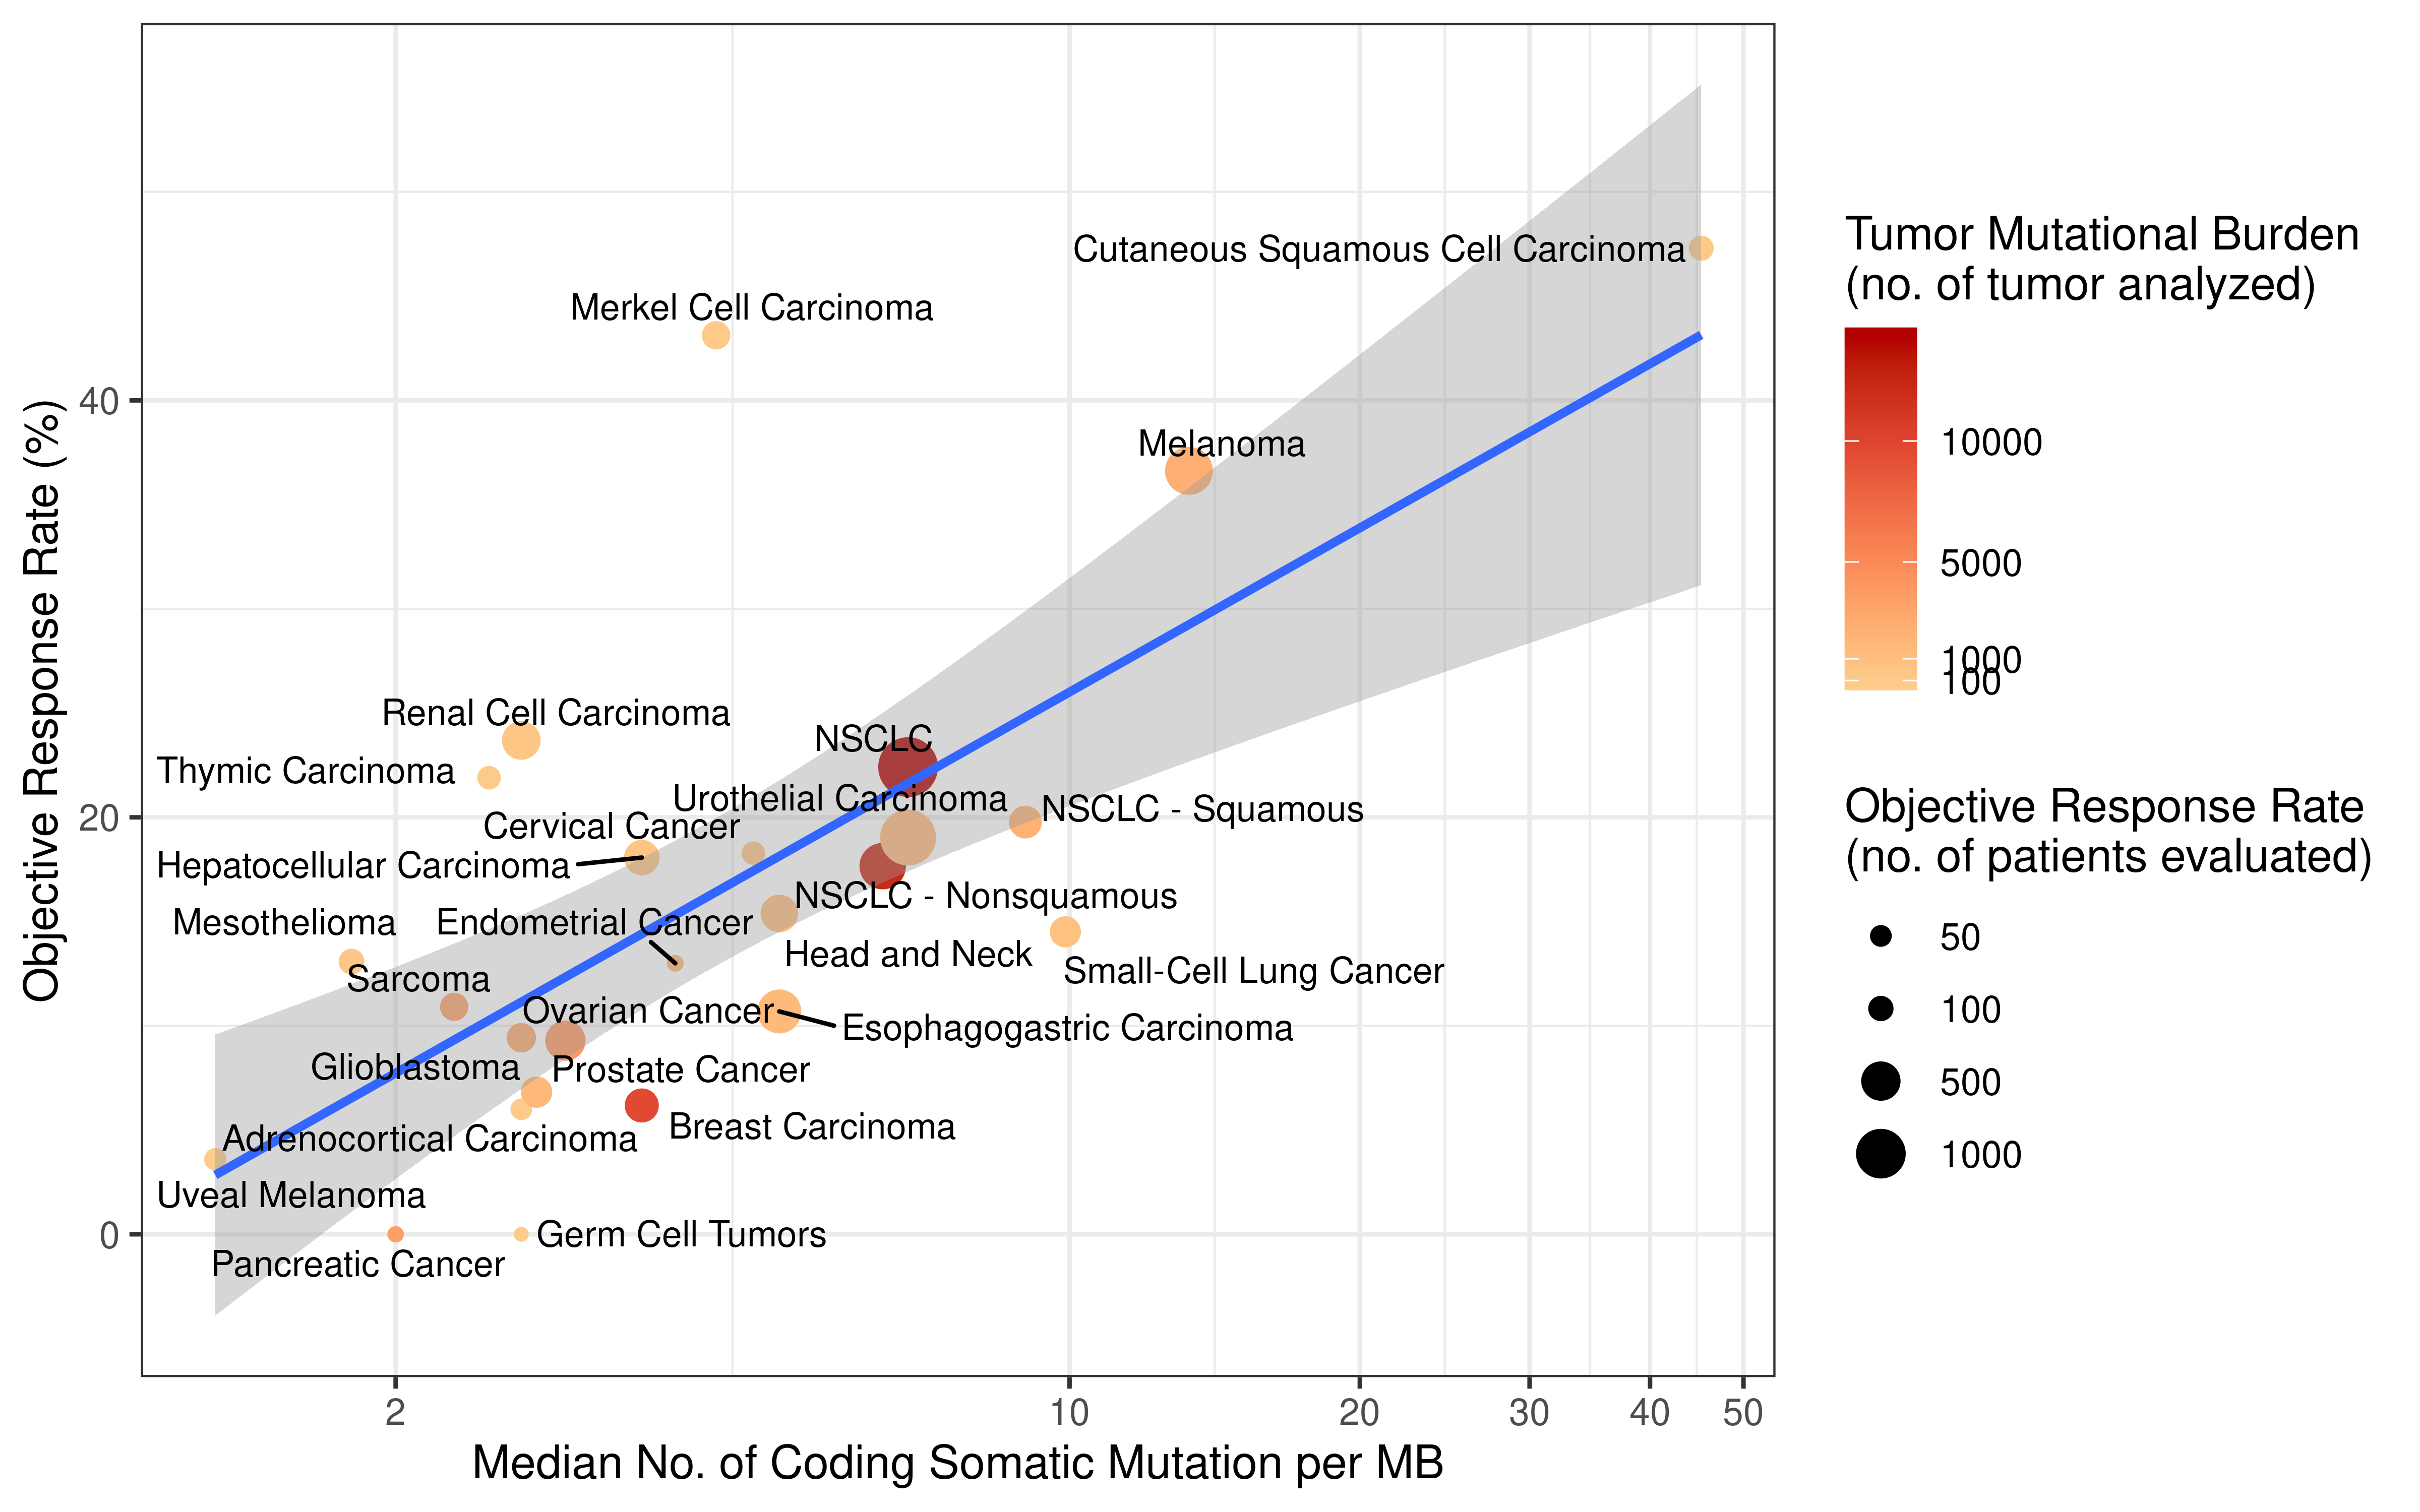 Objective Response Rate (%)
40
20
0
Cutaneous Squamous Cell Carcinoma
Merkel Cell Carcinoma
Melanoma
Renal Cell Carcinoma
NSCLC
Thymic Carcinoma
Urothelial Carcinoma
NSCLC - Squamous
Cervical Cancer
Hepatocellular Carcinoma
NSCLC - Nonsquamous
Mesothelioma
Endometrial Cancer
Head and Neck
Small-Cell Lung Cancer
Sarcoma
Ovarian Cancer
Esophagogastric Carcinoma
Glioblastoma
Prostate Cancer
Breast Carcinoma
Adrenocortical Carcinoma
Uveal Melanoma
Germ Cell Tumors
Pancreatic Cancer
2
10
20
30
40
50
Median No. of Coding Somatic Mutation per MB
Tumor Mutational Burden
(no. of tumor analyzed)
10000
5000
1000
100
Objective Response Rate
(no. of patients evaluated)
50
100
500
1000